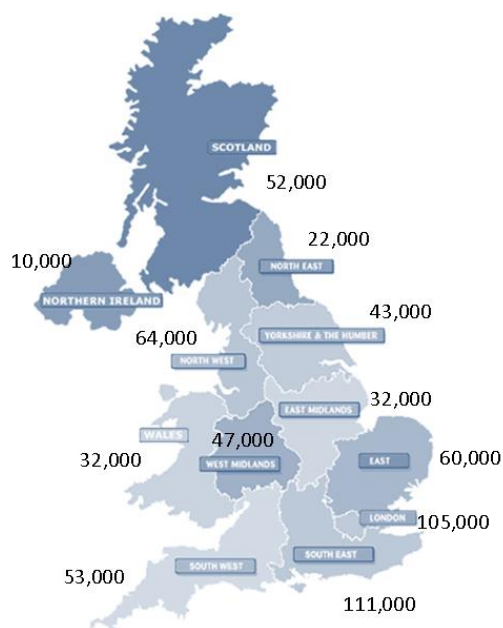 SCOTLAND
52,000
22,000
10,000
NORTH EAST
NORTHERN IRELAND
43,000
64,000
YORKSHIRE & THE HUMBER
NORTH WEST
32,000
EAST MIDLANDS
WALES
47,000
32,000
WEST MIDLANDS
EAST
60,000
LONDON
105,000
SOUTH EAST
SOUTH WEST
53,000
111,000